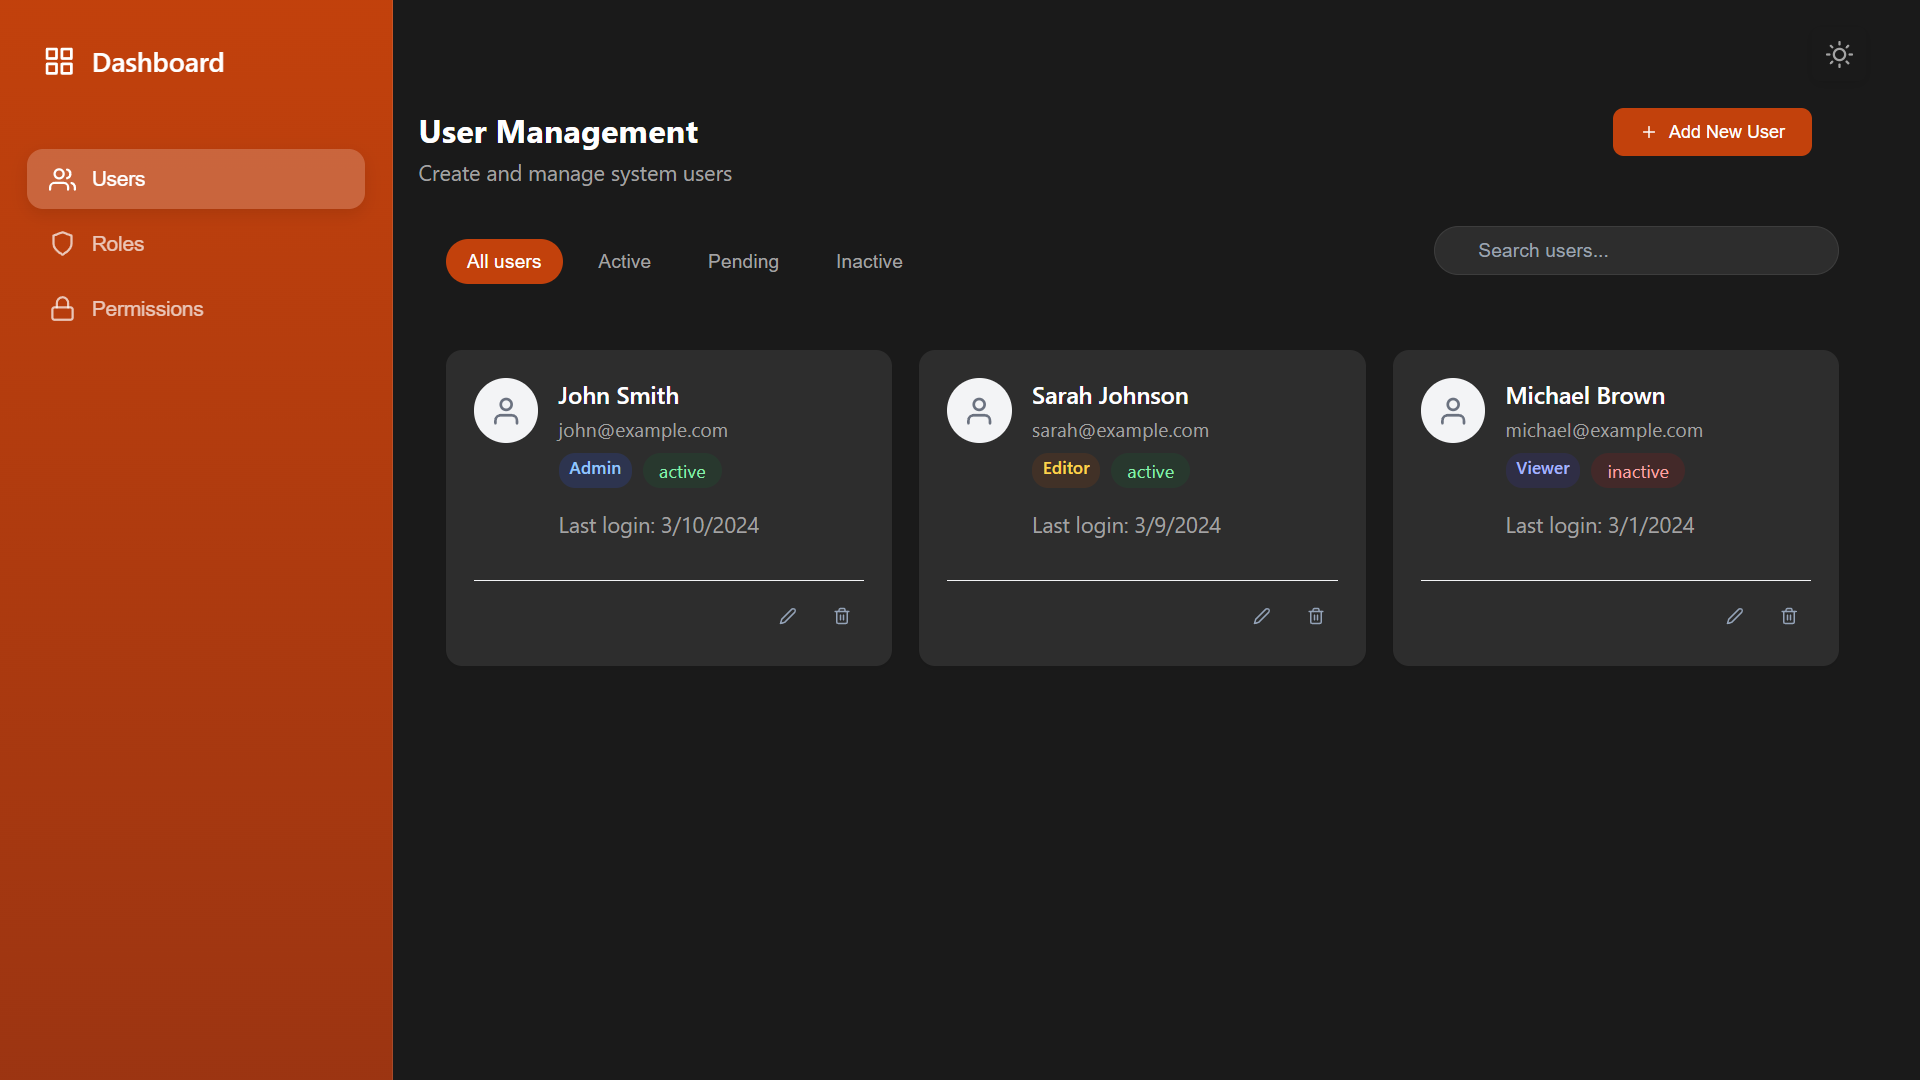 Dashboard
Users
Roles
Permissions
User Management
Create and manage system users
Add New User
All users
Active
Pending
Inactive
Search users...
John Smith
john@example.com
Admin
active
Last login: 3/10/2024
Sarah Johnson
sarah@example.com
Editor
active
Last login: 3/9/2024
Michael Brown
michael@example.com
Viewer
inactive
Last login: 3/1/2024